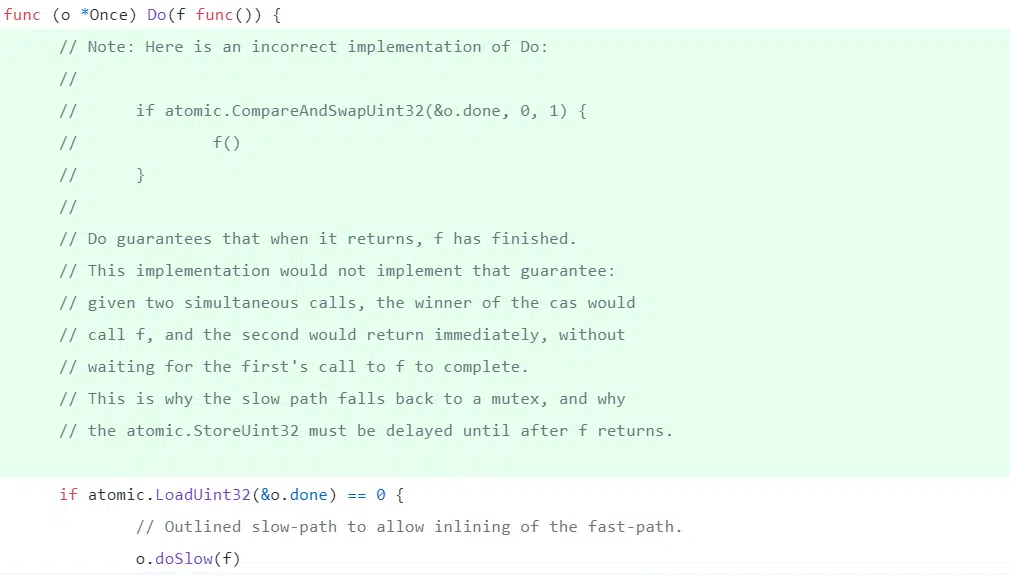 func (o *Once) Do(f func()) {
// Note: Here is an incorrect implementation of Do:
//
// if atomic.CompareAndSwapUint32(&o.done, 0, 1) {
// f()
// }
//
// Do guarantees that when it returns, f has finished.
// This implementation would not implement that guarantee:
// given two simultaneous calls, the winner of the cas would
// call f, and the second would return immediately, without
// waiting for the first's call to f to complete.
// This is why the slow path falls back to a mutex, and why
// the atomic.StoreUint32 must be delayed until after f returns.
if atomic.LoadUint32(&o.done) == 0 {
// Outlined slow-path to allow inlining of the fast-path.
o.doSlow(f)